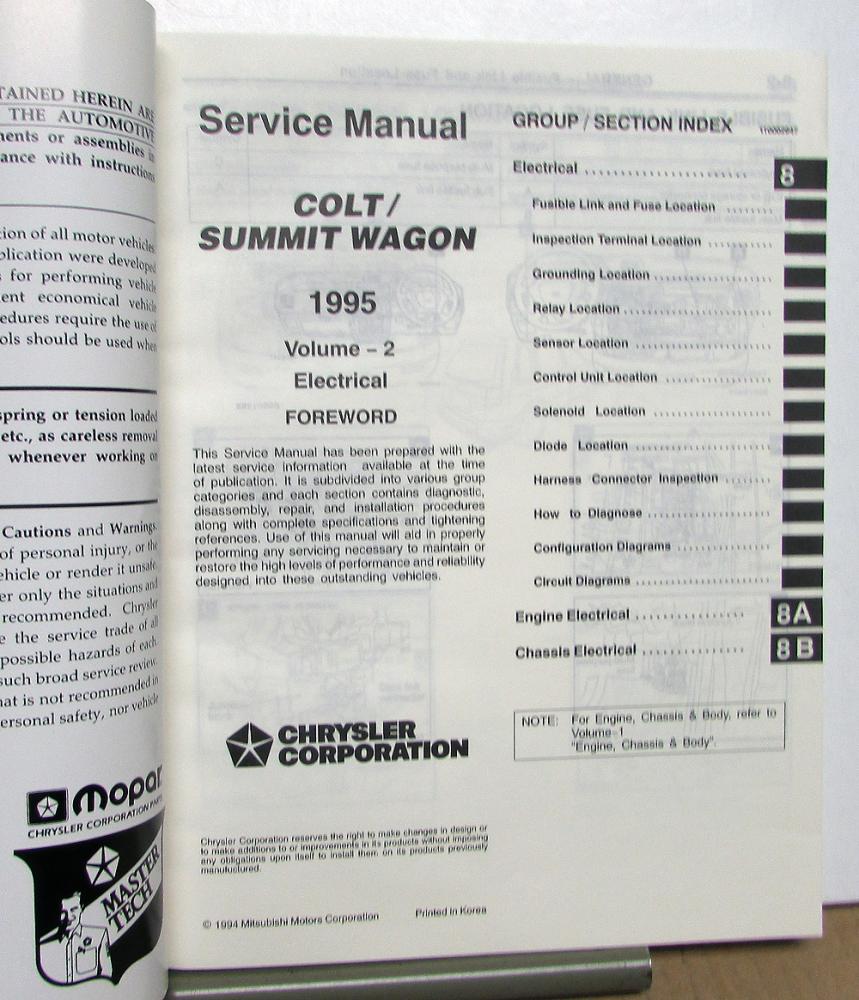 TAINED HEREIN ARE
THE AUTOMOTIVE
nents or assemblies in
ance with instructions
tion of all motor vehicles
blication were developed
s for performing vehicle
ent economical vehicle
edures require the use of
ols should be used when
spring or tension loaded
etc., as careless removal
whenever working on
Cautions and Warnings.
of personal injury, or the
ehicle or render it unsafe.
er only the situations and
recommended. Chrysler
e the service trade of all
possible hazards of each.
such broad service review.
hat is not recommended in
ersonal safety, nor vehicle
Mopar
CHRYSLER CORPORATION PARTS
MASTER
TECH
Service Manual
COLT/
SUMMIT WAGON
1995
Volume – 2
Electrical
FOREWORD
This Service Manual has been prepared with the
latest service information available at the time
of publication. It is subdivided into various group
categories and each section contains diagnostic,
disassembly, repair, and installation procedures
along with complete specifications and tightening
references. Use of this manual will aid in properly
performing any servicing necessary to maintain or
restore the high levels of performance and reliability
designed into these outstanding vehicles.
CHRYSLER
CORPORATION
Chrysler Corporation reserves the right to make changes in design or
to make additions to or improvements in its products without imposing
any obligations upon itself to install them on its products previously
manufactured.
© 1994 Mitsubishi Motors Corporation Printed in Korea
GROUP / SECTION INDEX
Electrical ........................ 8
Fusible Link and Fuse Location ........
Inspection Terminal Location ..........
Grounding Location ..................
Relay Location ......................
Sensor Location .....................
Control Unit Location ................
Solenoid Location ..................
Diode Location .....................
Harness Connector Inspection ........
How to Diagnose ...................
Configuration Diagrams ..............
Circuit Diagrams ....................
Engine Electrical ................ 8A
Chassis Electrical ............... 8B
NOTE: For Engine, Chassis & Body, refer to
Volume-1
"Engine, Chassis & Body".